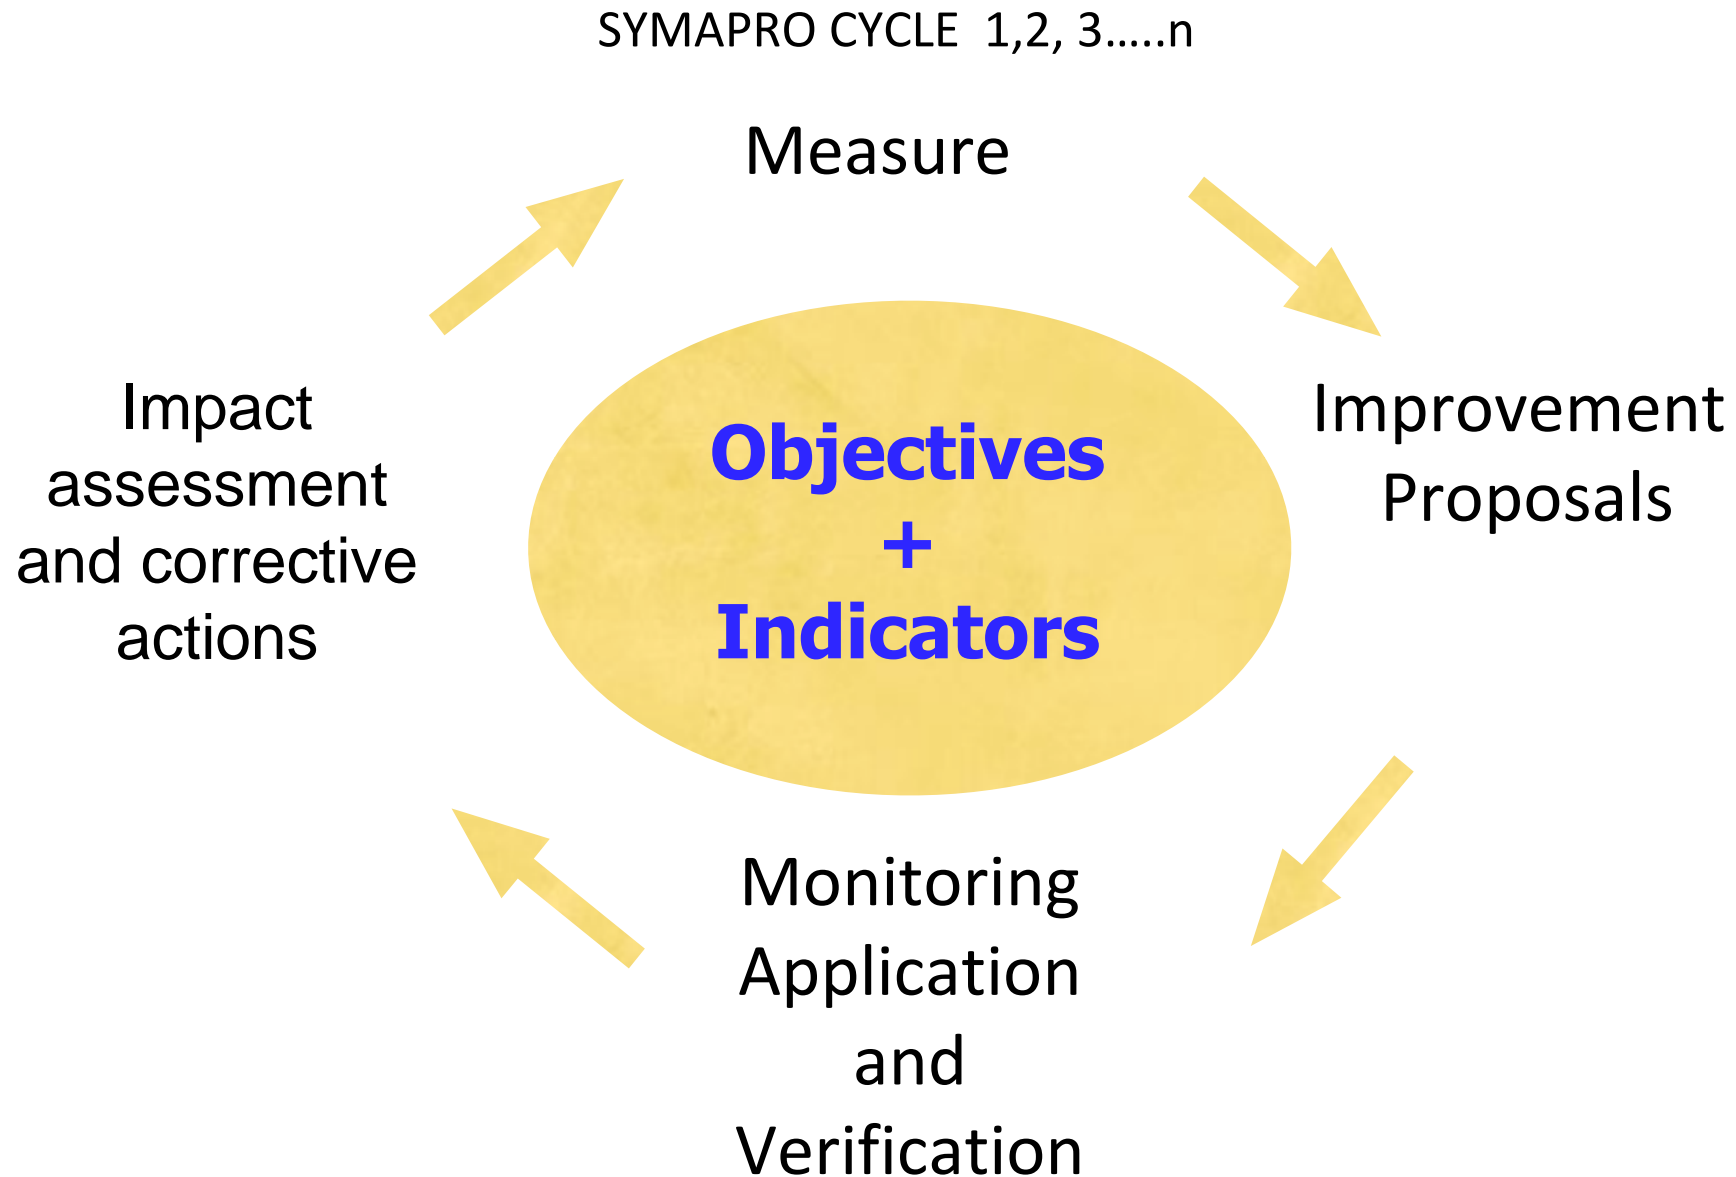 SYMAPRO CYCLE  1,2, 3.....n
Measure
Improvement
Proposals
Monitoring
Application
and
Verification
Impact
assessment
and corrective
actions
Objectives
+
Indicators